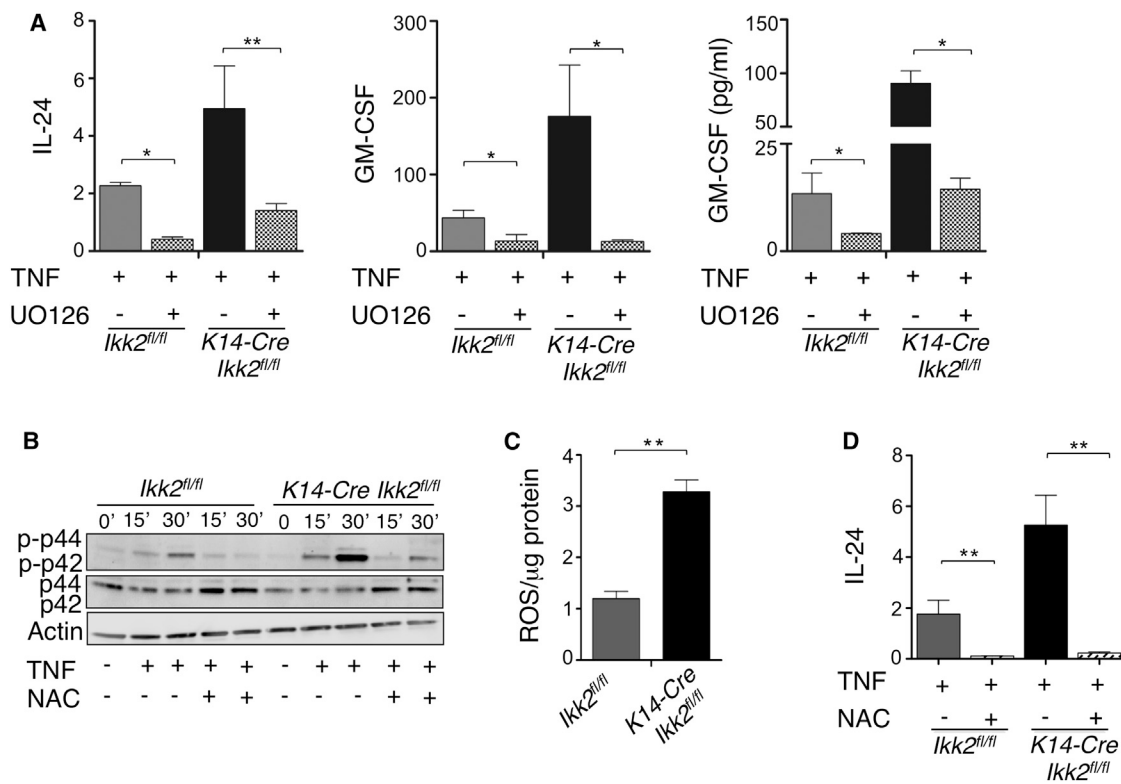 A
IL-24
8
6
4
2
0
**
*
TNF + + + +
UO126 - + - +
Ikk2fl/fl
K14-Cre
Ikk2fl/fl
GM-CSF
300
200
100
0
*
*
TNF + + + +
UO126 - + - +
Ikk2fl/fl
K14-Cre
Ikk2fl/fl
GM-CSF (pg/ml)
150
100
50
25
0
*
*
TNF + + + +
UO126 - + - +
Ikk2fl/fl
K14-Cre
Ikk2fl/fl
B
Ikk2fl/fl K14-Cre Ikk2fl/fl
0' 15' 30' 15' 30' 0 15' 30' 15' 30'
p-p44
p-p42
p44
p42
Actin
TNF - + + + + - + + + +
NAC + + + +
C
ROS/µg protein
4
3
2
1
0
**
Ikk2fl/fl
K14-Cre
Ikk2fl/fl
D
IL-24
8
6
4
2
0
**
**
TNF + + + +
NAC - + - +
Ikk2fl/fl
K14-Cre
Ikk2fl/fl